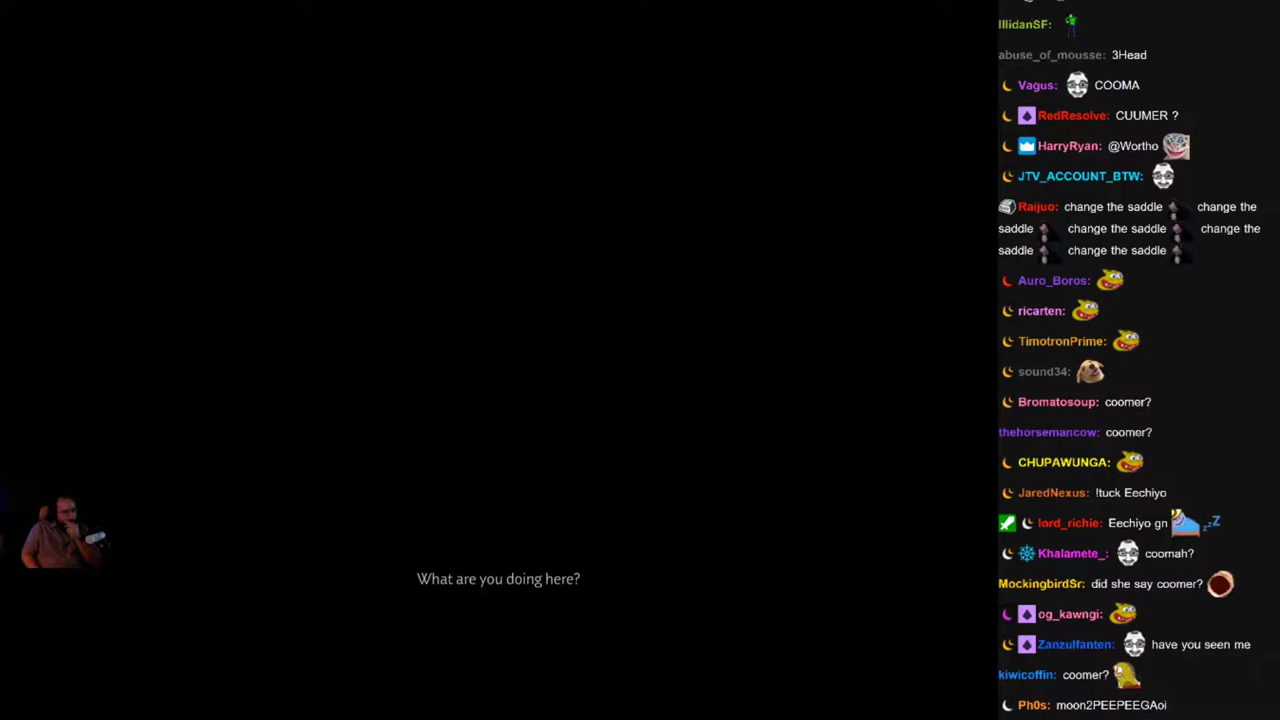 IllidanSF:
abuse_of_mousse: 3Head
Vagus: COOMA
RedResolve: CUUMER ?
HarryRyan: @Wortho
JTV_ACCOUNT_BTW:
Raijuo: change the saddle change the
saddle change the saddle change the
saddle change the saddle
Auro_Boros:
ricarten:
TimotronPrime:
sound34:
Bromatosoup: coomer?
thehorsemancow: coomer?
CHUPAWUNGA:
JaredNexus: !tuck Eechiyo
lord_richie: Eechiyo gn
Khalamete_: coomah?
What are you doing here?
MockingbirdSr: did she say coomer?
og_kawngi:
Zanzulfanten: have you seen me
kiwicoffin: coomer?
Ph0s: moon2PEEPEEGAoi